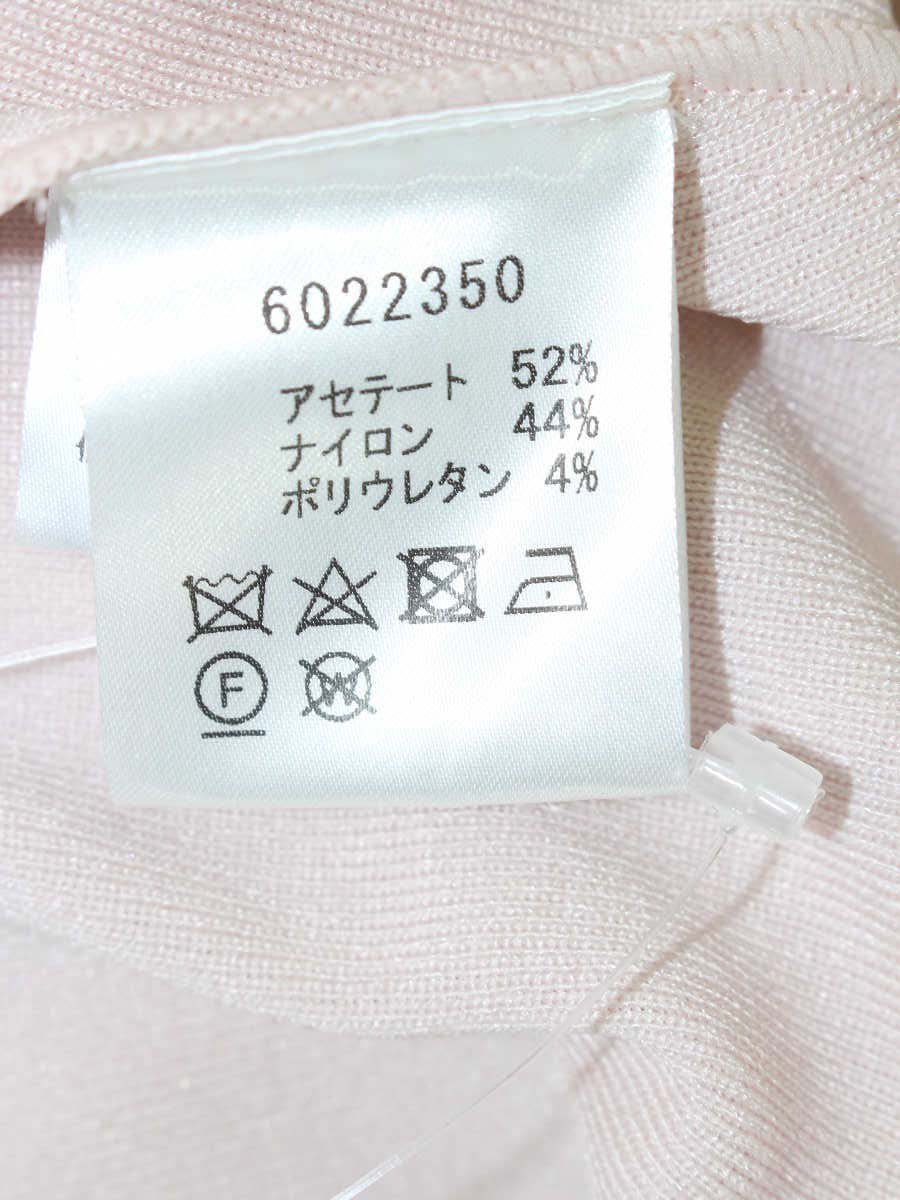 6022350
アセテート 52%
ナイロン 44%
ポリウレタン 4%
F
W